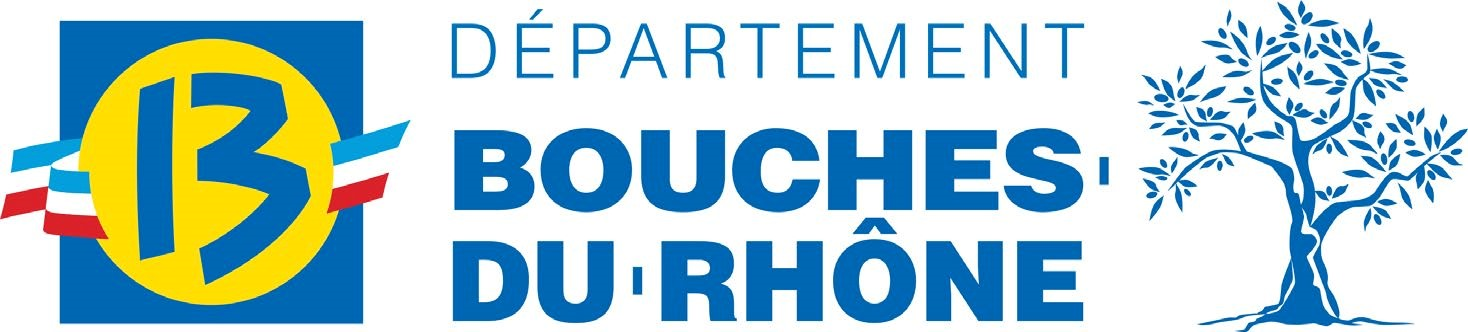 13
DÉPARTEMENT
BOUCHES-
DU-RHÔNE